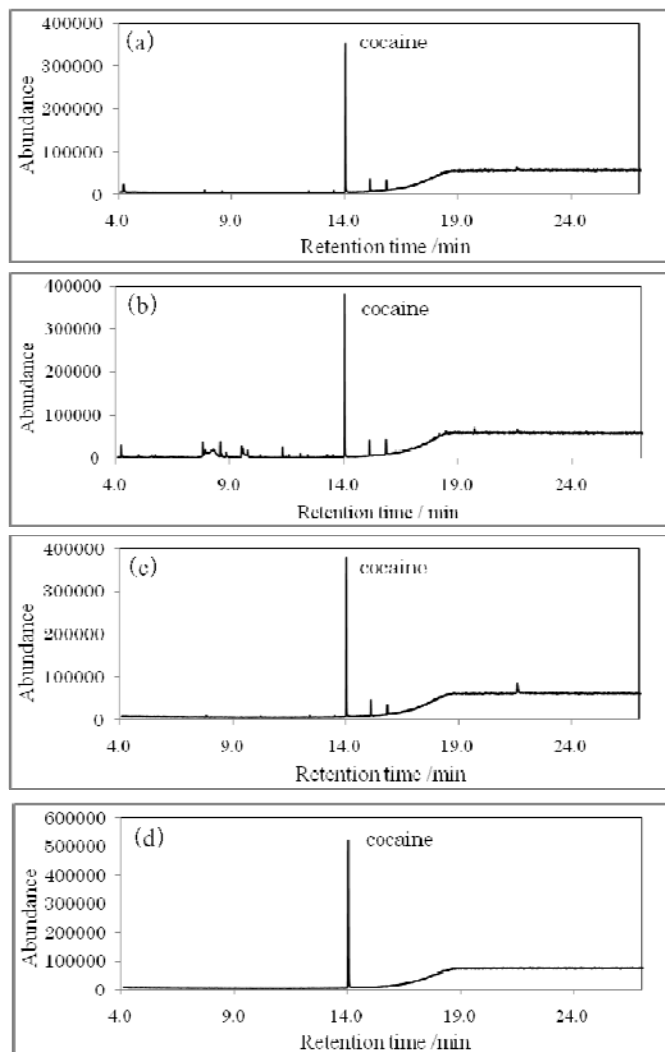 400000
(a)
cocaine
300000
200000
100000
0
4.0 9.0 14.0 19.0 24.0
Retention time /min
Abundance
400000
(b)
cocaine
300000
200000
100000
0
4.0 9.0 14.0 19.0 24.0
Retention time / min
Abundance
400000
(c)
cocaine
300000
200000
100000
0
4.0 9.0 14.0 19.0 24.0
Retention time /min
Abundance
600000
(d)
cocaine
500000
400000
300000
200000
100000
0
4.0 9.0 14.0 19.0 24.0
Retention time /min
Abundance